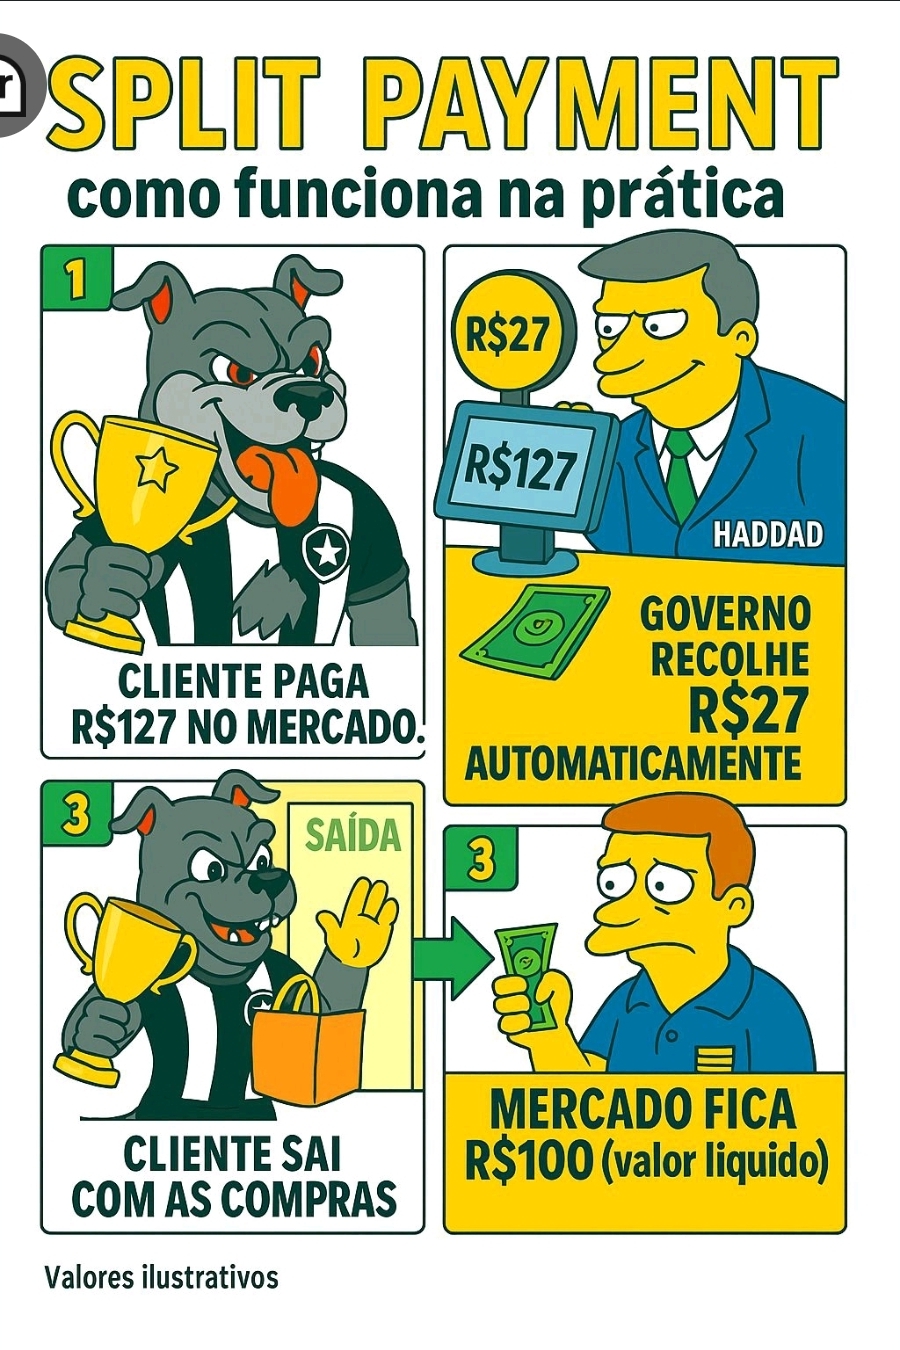 r
SPLIT PAYMENT
como funciona na prática
1
CLIENTE PAGA
R$127 NO MERCADO.
R$27
R$127
HADDAD
GOVERNO
RECOLHE
R$27
AUTOMATICAMENTE
3
SAÍDA
CLIENTE SAI
COM AS COMPRAS
3
MERCADO FICA
R$100 (valor liquido)
Valores ilustrativos